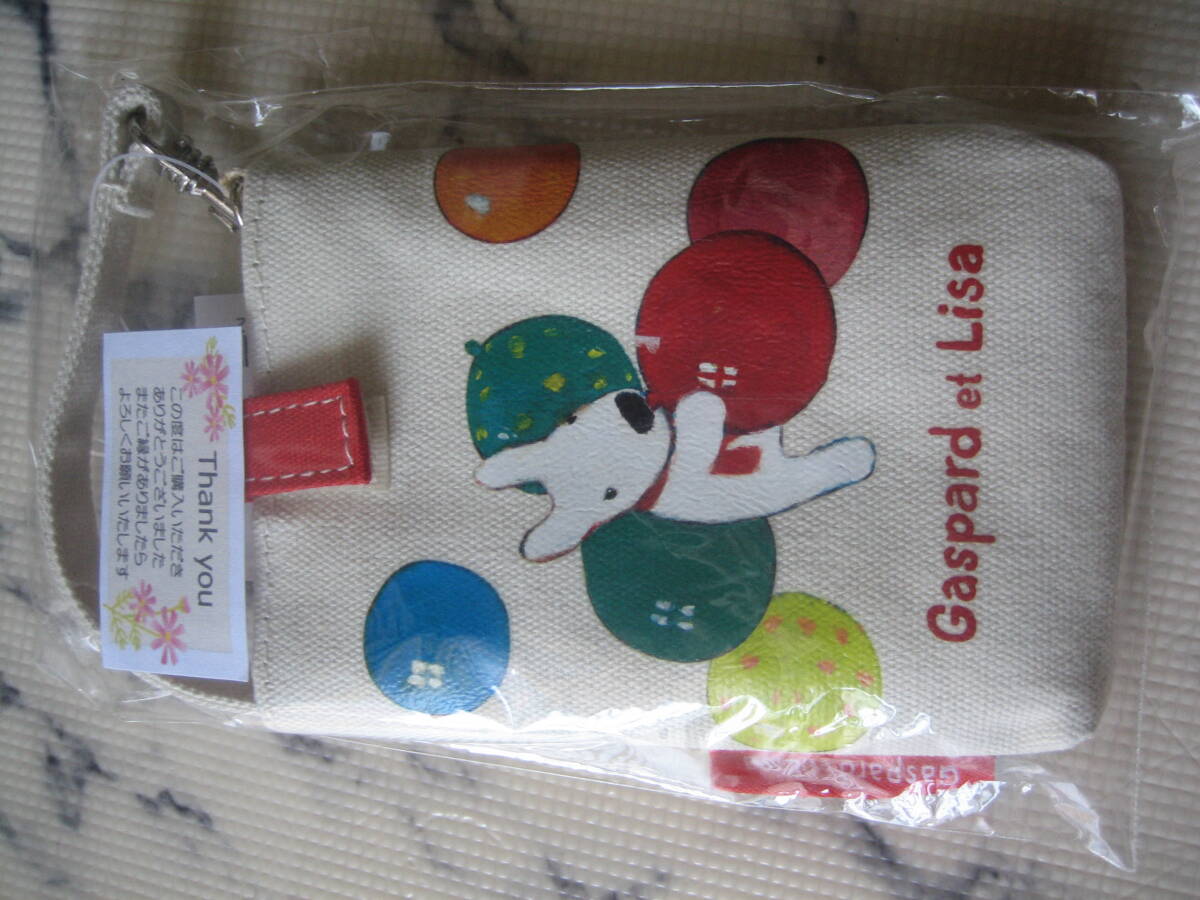 Thank you
この度はご購入いただき
ありがとうございました
またご縁がありましたら
よろしくお願いいたします
Gaspard et Lisa
Gaspard